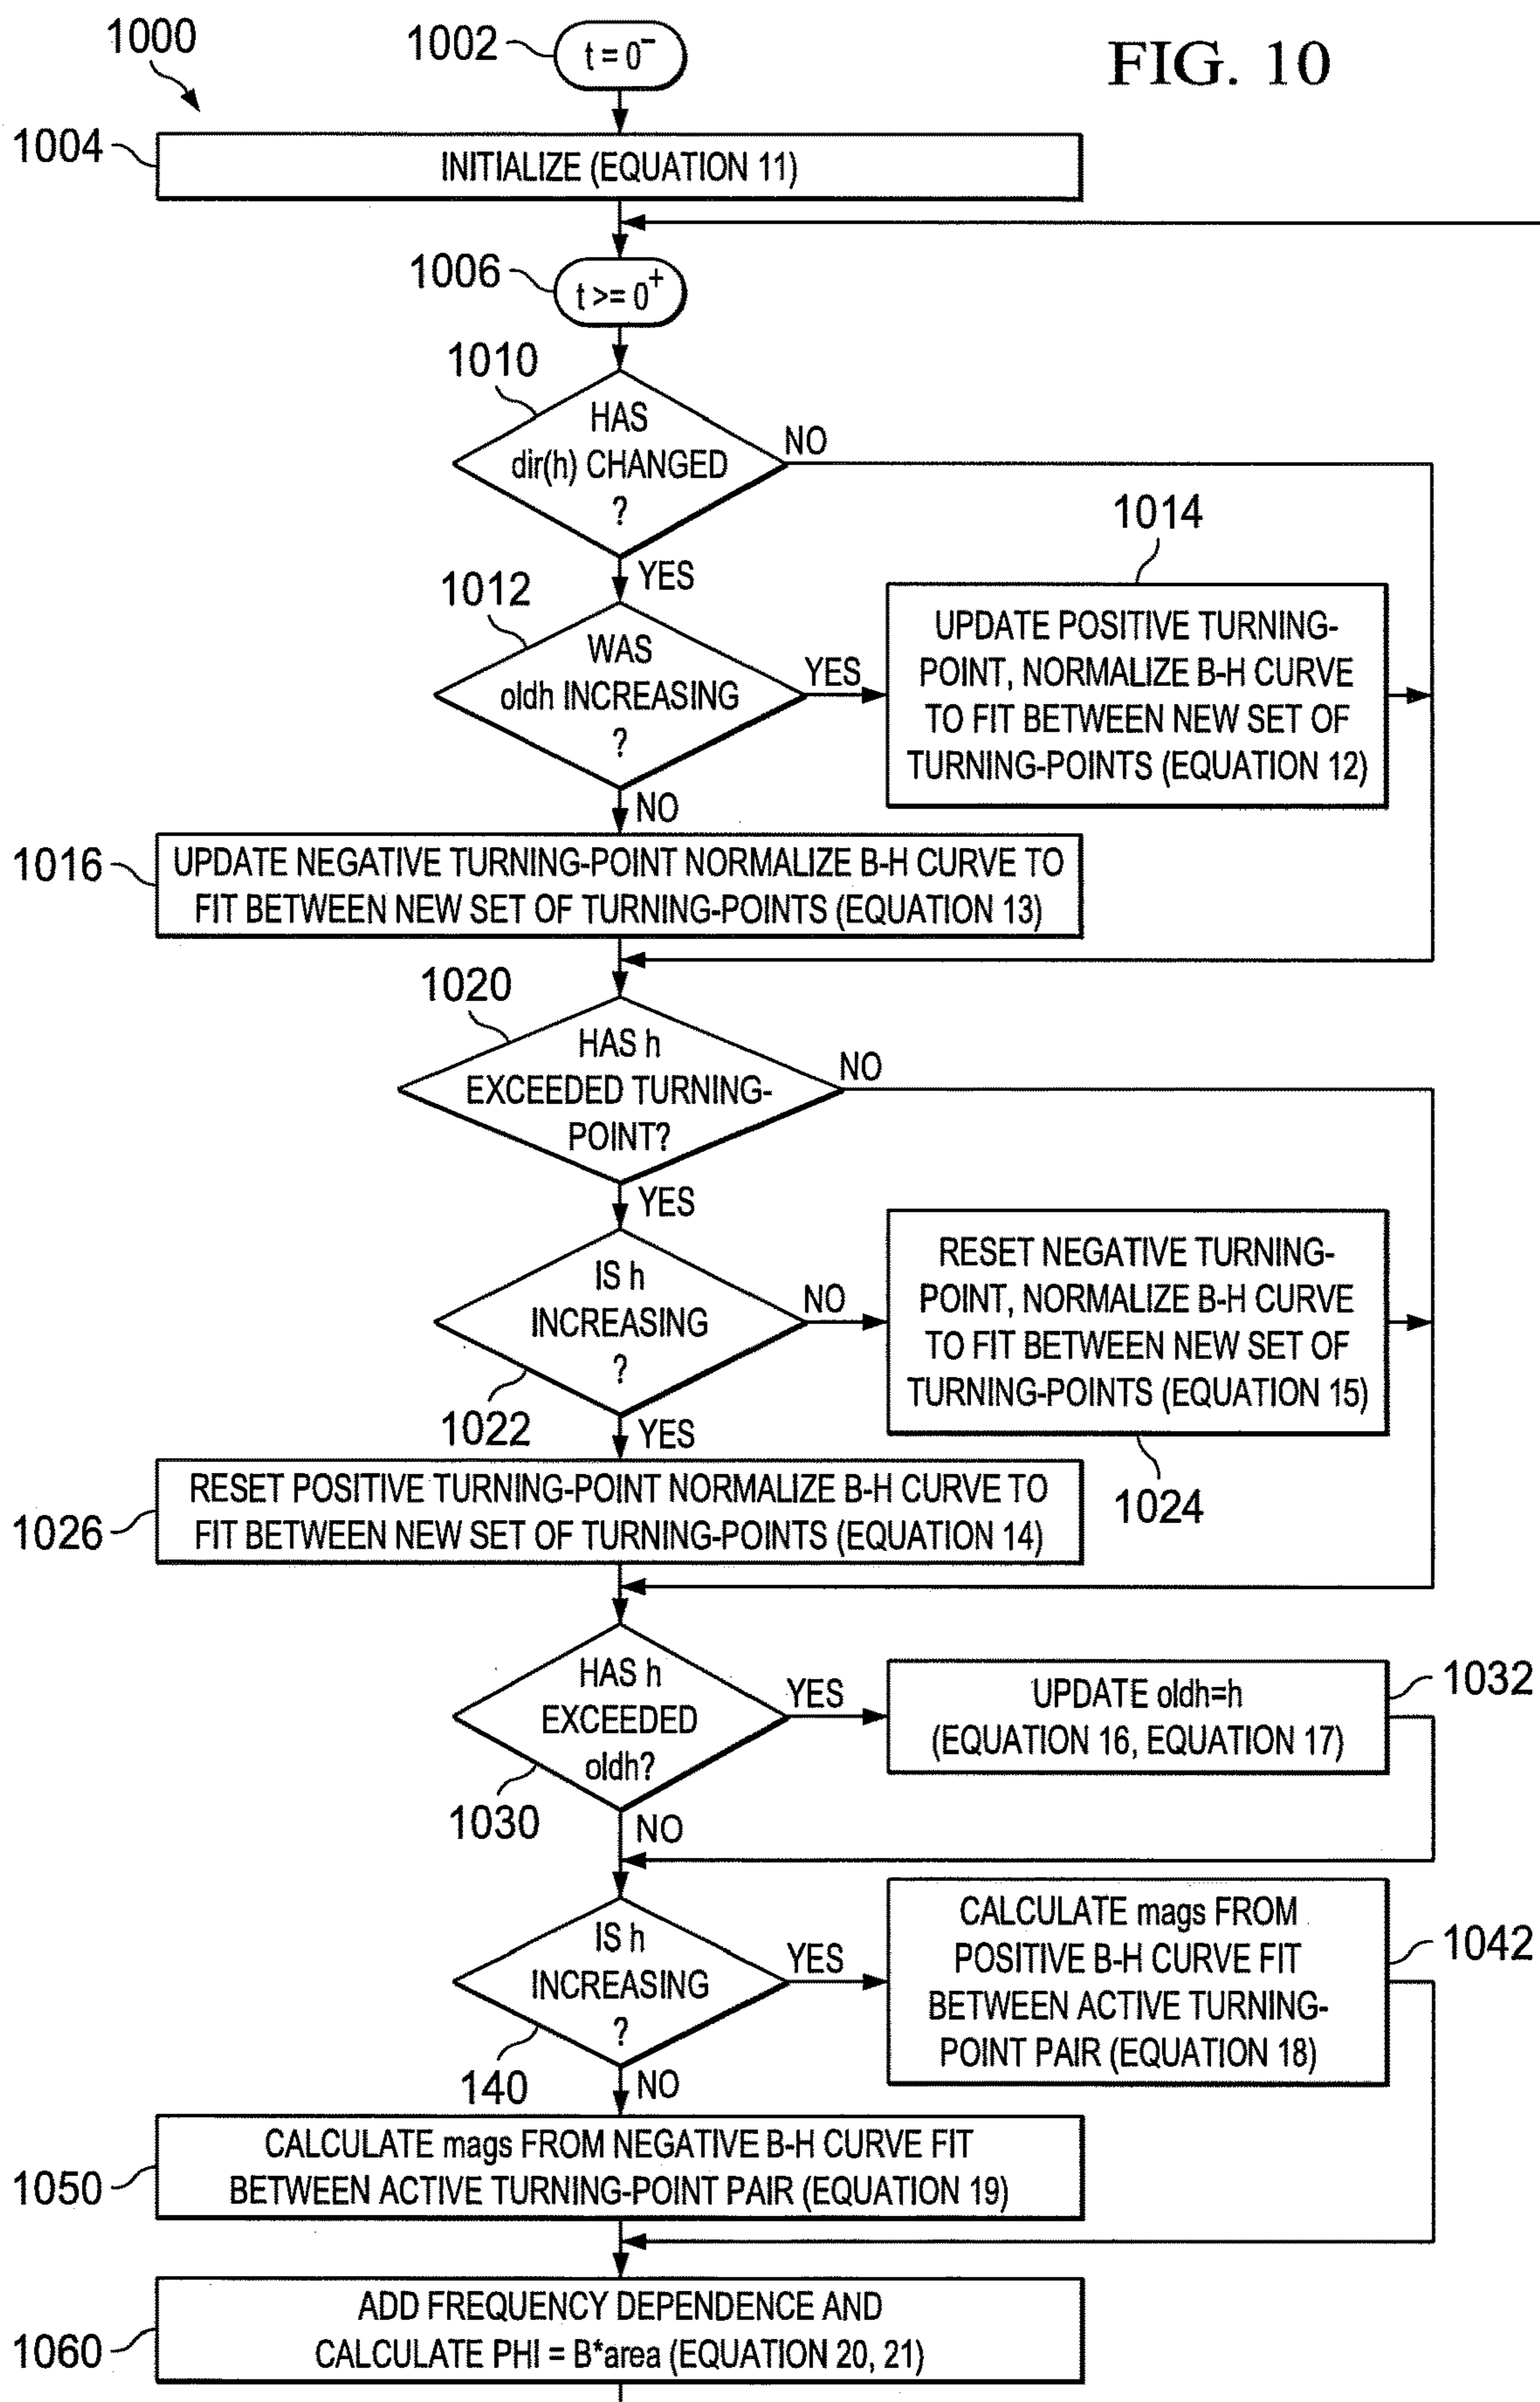 1000
1002
t = 0⁻
FIG. 10
1004
INITIALIZE (EQUATION 11)
1006
t >= 0⁺
1010
HAS
dir(h) CHANGED
?
NO
YES
1012
WAS
oldh INCREASING
?
YES
1014
UPDATE POSITIVE TURNING-
POINT, NORMALIZE B-H CURVE
TO FIT BETWEEN NEW SET OF
TURNING-POINTS (EQUATION 12)
NO
1016
UPDATE NEGATIVE TURNING-POINT NORMALIZE B-H CURVE TO
FIT BETWEEN NEW SET OF TURNING-POINTS (EQUATION 13)
1020
HAS h
EXCEEDED TURNING-
POINT?
NO
YES
IS h
INCREASING
?
1022
NO
RESET NEGATIVE TURNING-
POINT, NORMALIZE B-H CURVE
TO FIT BETWEEN NEW SET OF
TURNING-POINTS (EQUATION 15)
1024
YES
1026
RESET POSITIVE TURNING-POINT NORMALIZE B-H CURVE TO
FIT BETWEEN NEW SET OF TURNING-POINTS (EQUATION 14)
HAS h
EXCEEDED
oldh?
1030
YES
UPDATE oldh=h
(EQUATION 16, EQUATION 17)
1032
NO
IS h
INCREASING
?
140
YES
CALCULATE mags FROM
POSITIVE B-H CURVE FIT
BETWEEN ACTIVE TURNING-
POINT PAIR (EQUATION 18)
1042
NO
1050
CALCULATE mags FROM NEGATIVE B-H CURVE FIT
BETWEEN ACTIVE TURNING-POINT PAIR (EQUATION 19)
1060
ADD FREQUENCY DEPENDENCE AND
CALCULATE PHI = B*area (EQUATION 20, 21)